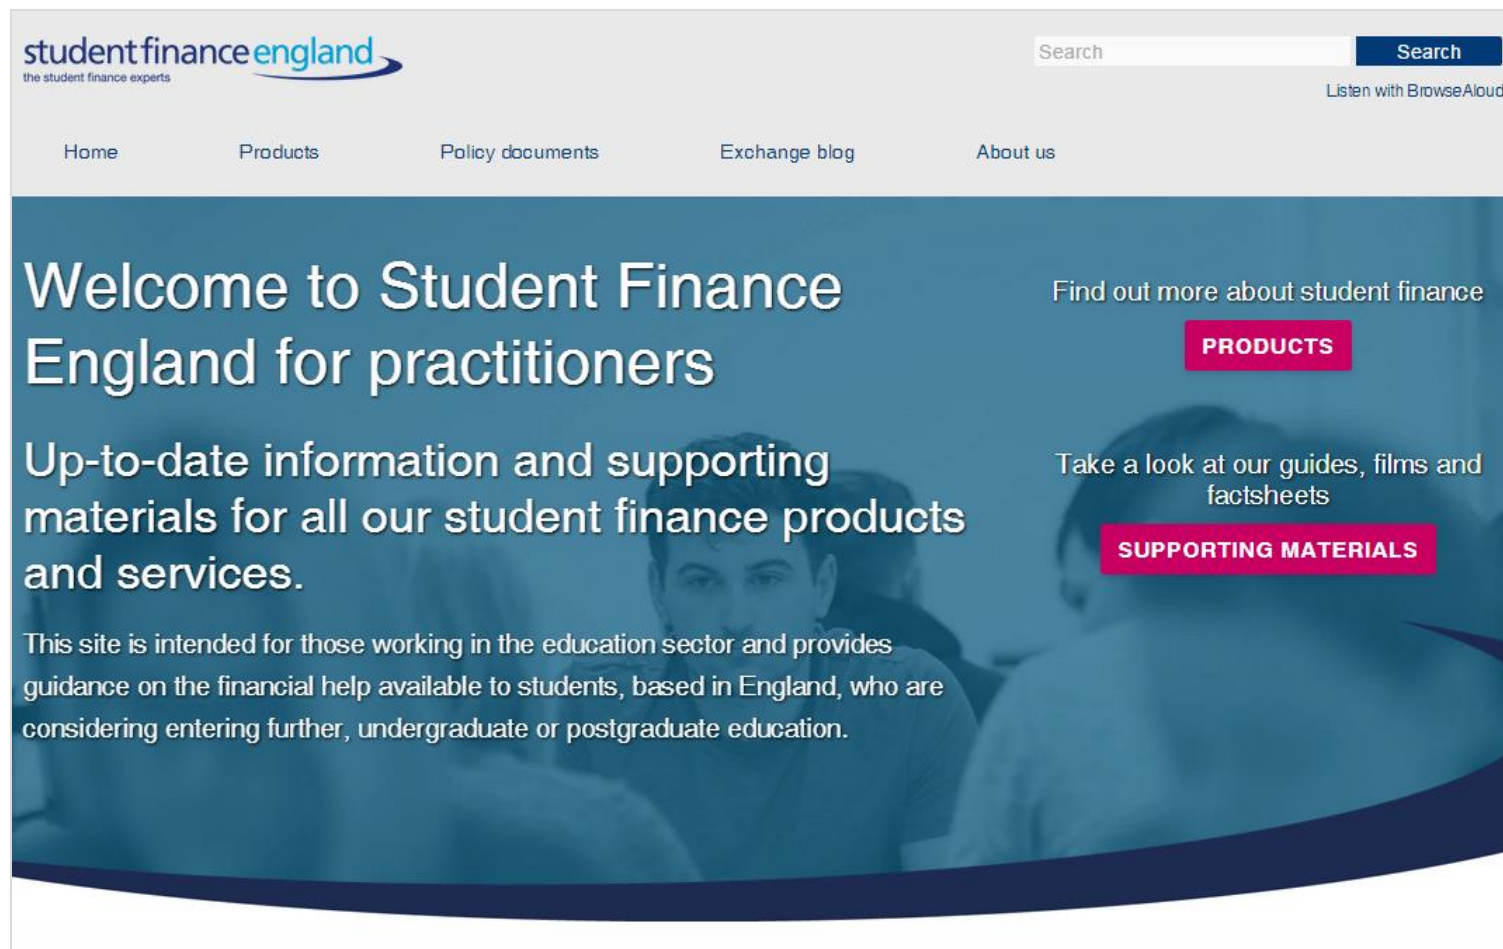 studentfinanceengland
the student finance experts
Search
Search
Listen with BrowseAloud
Home
Products
Policy documents
Exchange blog
About us
Welcome to Student Finance
England for practitioners
Up-to-date information and supporting
materials for all our student finance products
and services.
This site is intended for those working in the education sector and provides
guidance on the financial help available to students, based in England, who are
considering entering further, undergraduate or postgraduate education.
Find out more about student finance
PRODUCTS
Take a look at our guides, films and
factsheets
SUPPORTING MATERIALS